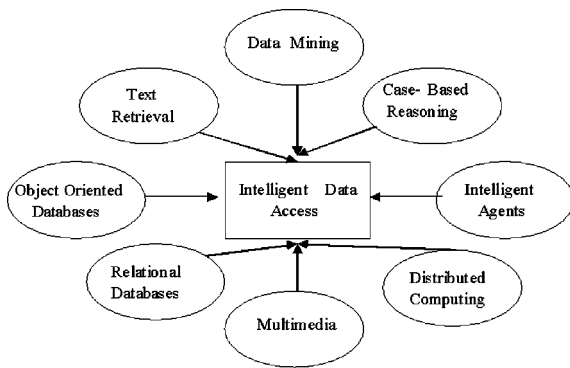 Data Mining
Text
Retrieval
Case- Based
Reasoning
Object Oriented
Databases
Intelligent Data
Access
Intelligent
Agents
Relational
Databases
Distributed
Computing
Multimedia